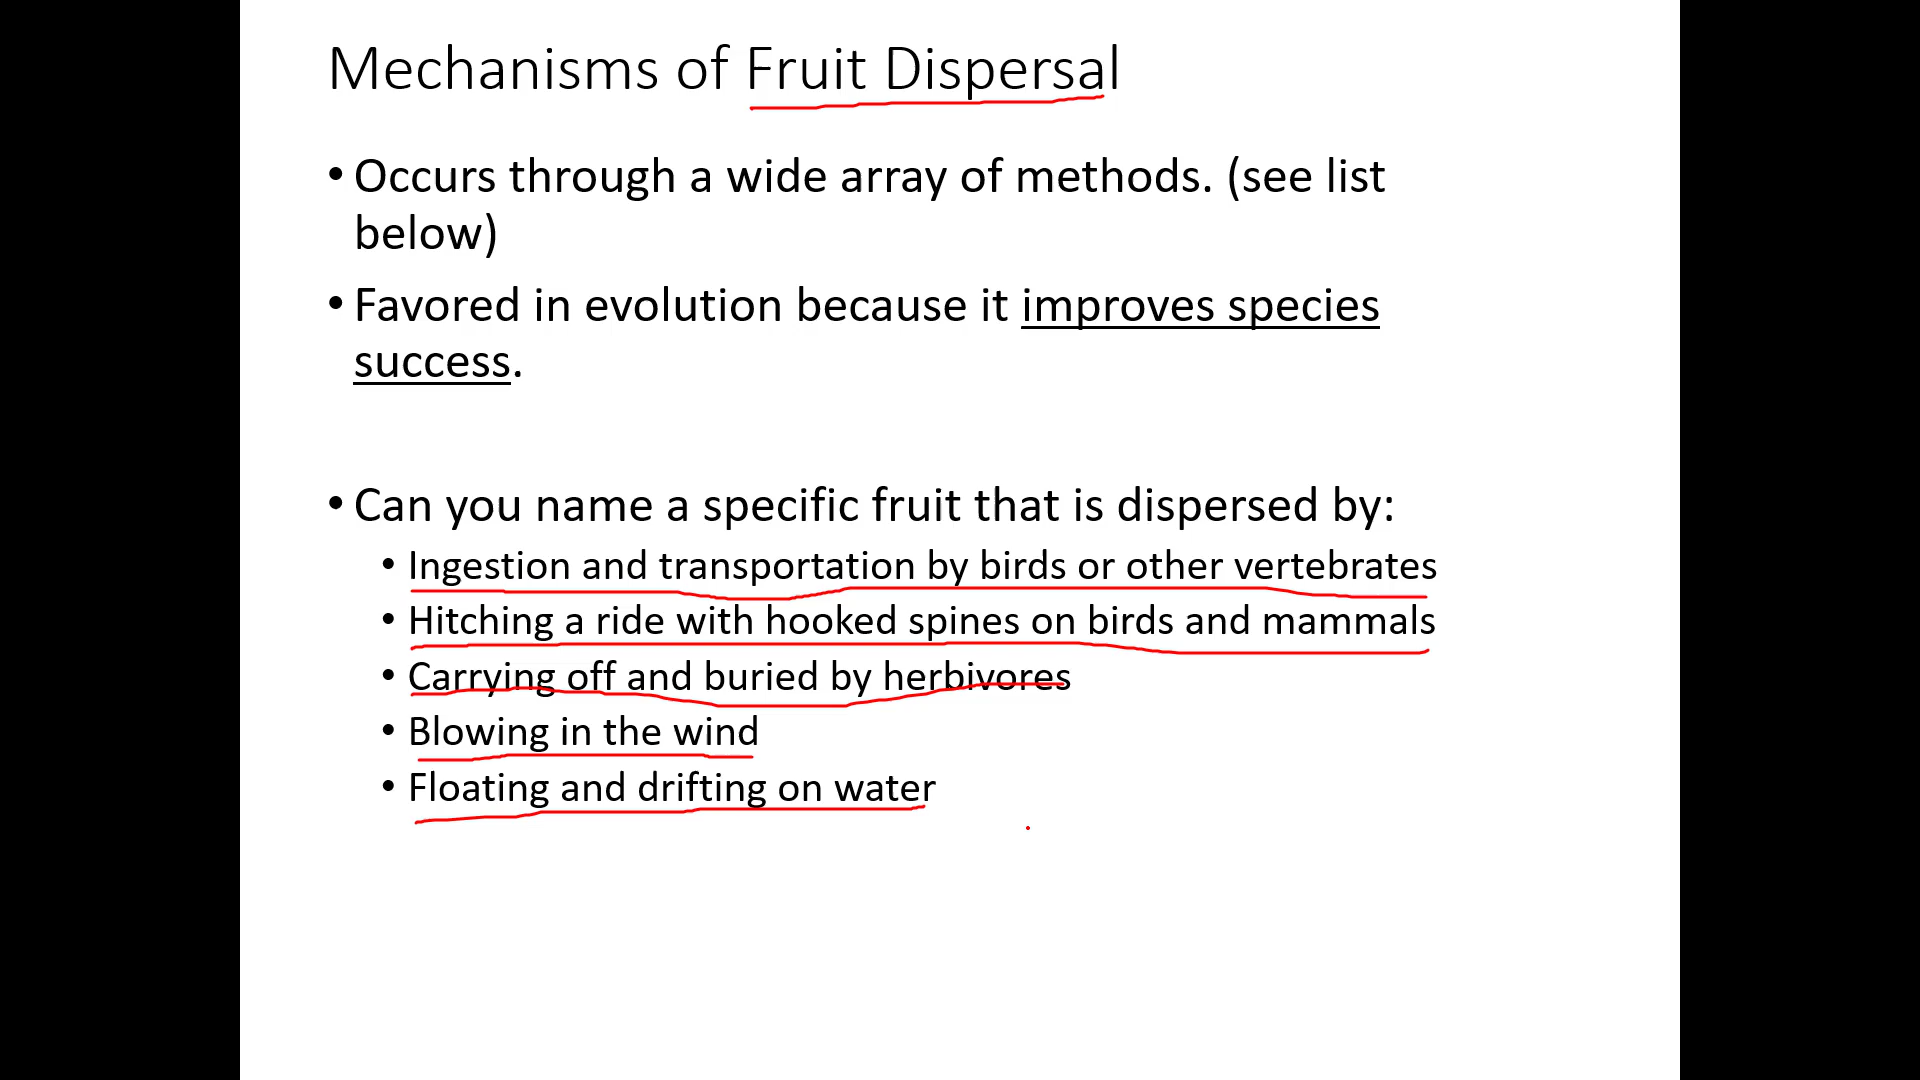 Mechanisms of Fruit Dispersal
• Occurs through a wide array of methods. (see list
below)
• Favored in evolution because it improves species
success.
• Can you name a specific fruit that is dispersed by:
• Ingestion and transportation by birds or other vertebrates
• Hitching a ride with hooked spines on birds and mammals
• Carrying off and buried by herbivores
• Blowing in the wind
• Floating and drifting on water